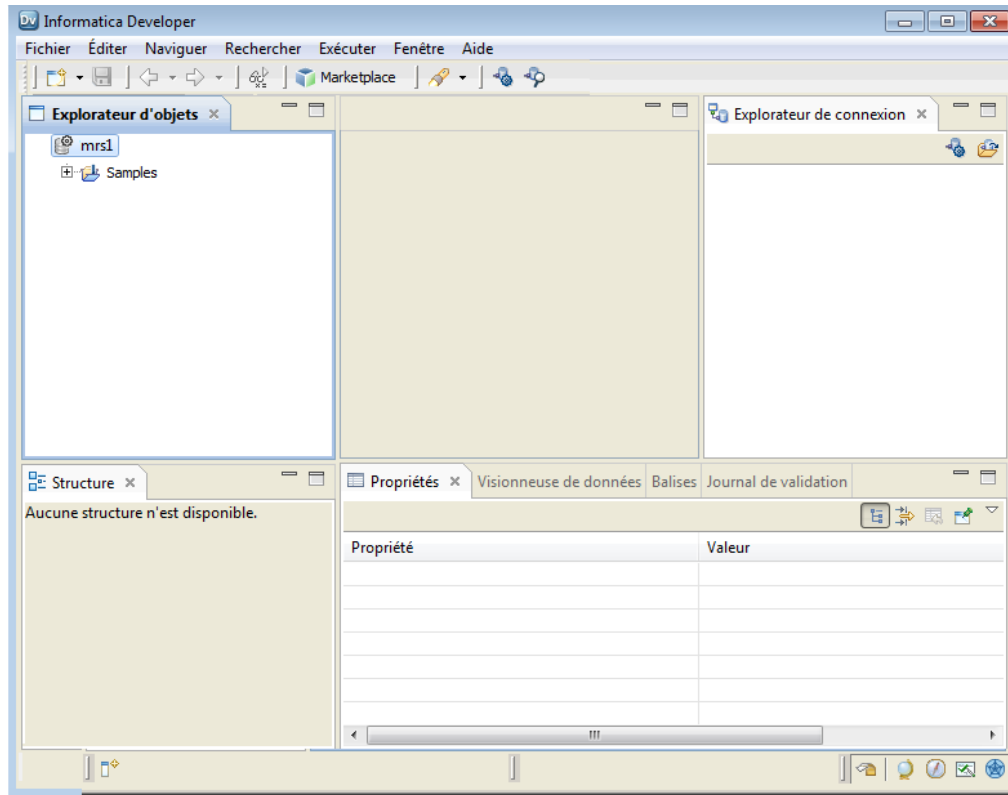 Dv Informatica Developer
Fichier Éditer Naviguer Rechercher Exécuter Fenêtre Aide
Marketplace
Explorateur d'objets
Explorateur de connexion
mrs1
Samples
Structure
Propriétés Visionneuse de données Balises Journal de validation
Aucune structure n'est disponible.
Propriété Valeur